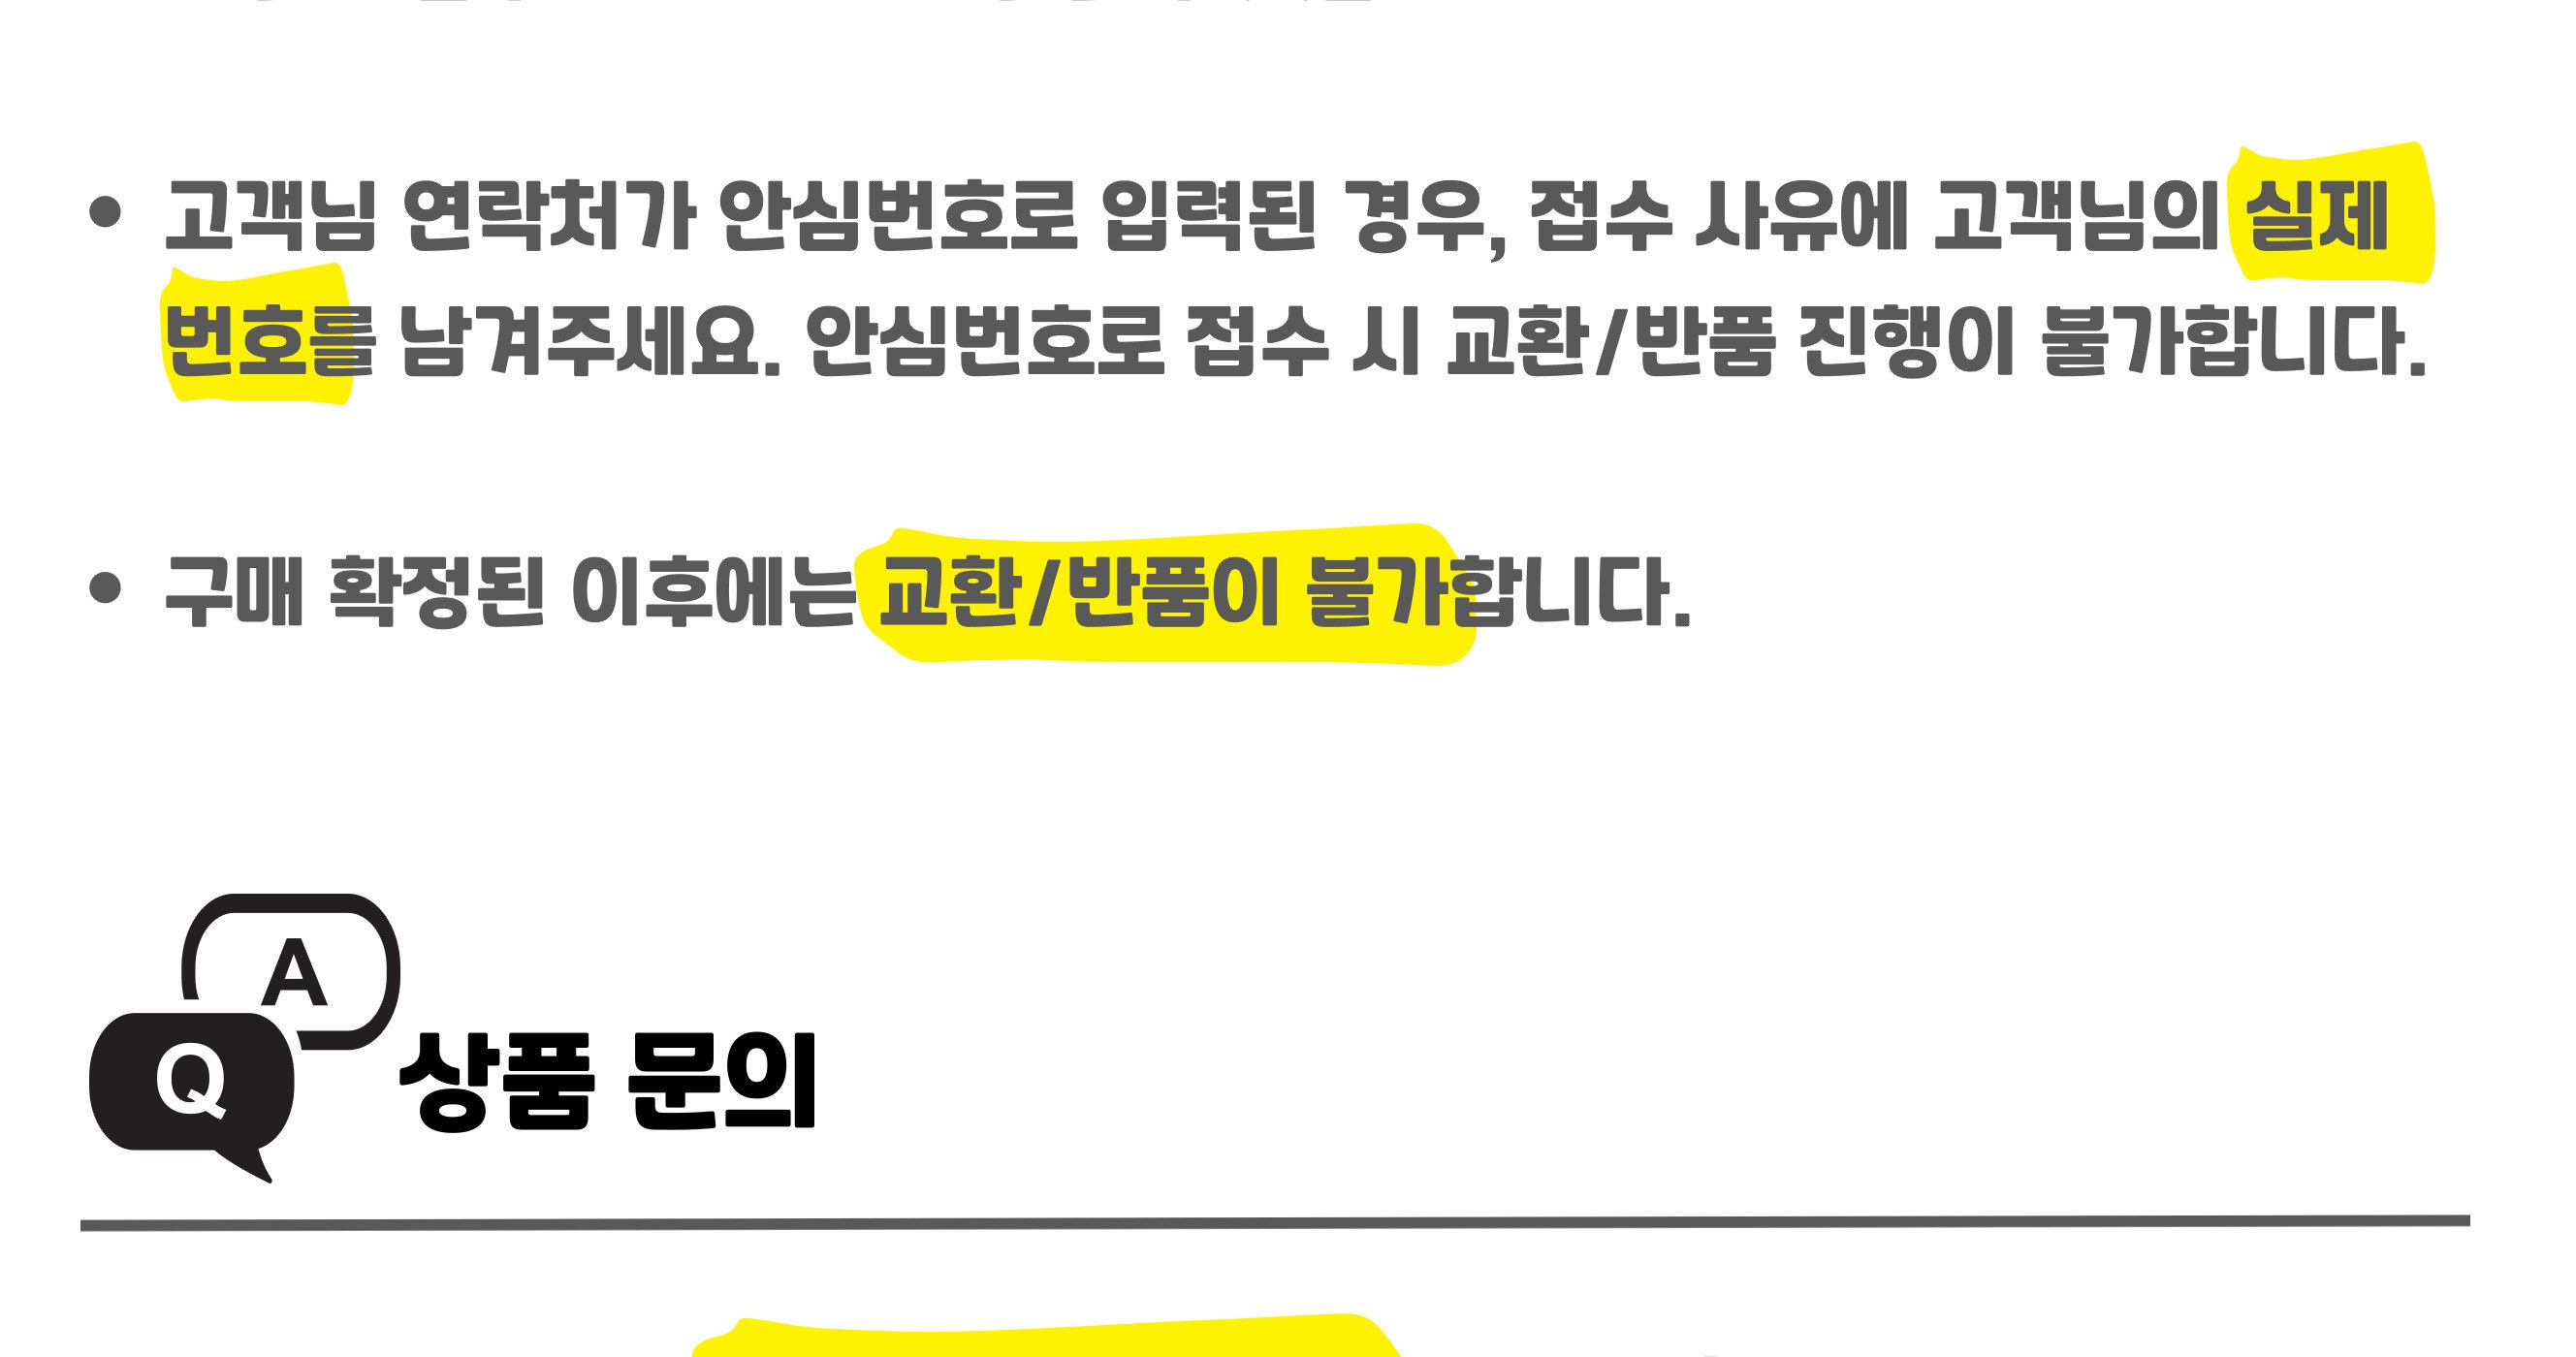 • 고객님 연락처가 안심번호로 입력된 경우, 접수 사유에 고객님의 실제
번호를 남겨주세요. 안심번호로 접수 시 교환/반품 진행이 불가합니다.
• 구매 확정된 이후에는 교환/반품이 불가합니다.
A
Q
상품 문의